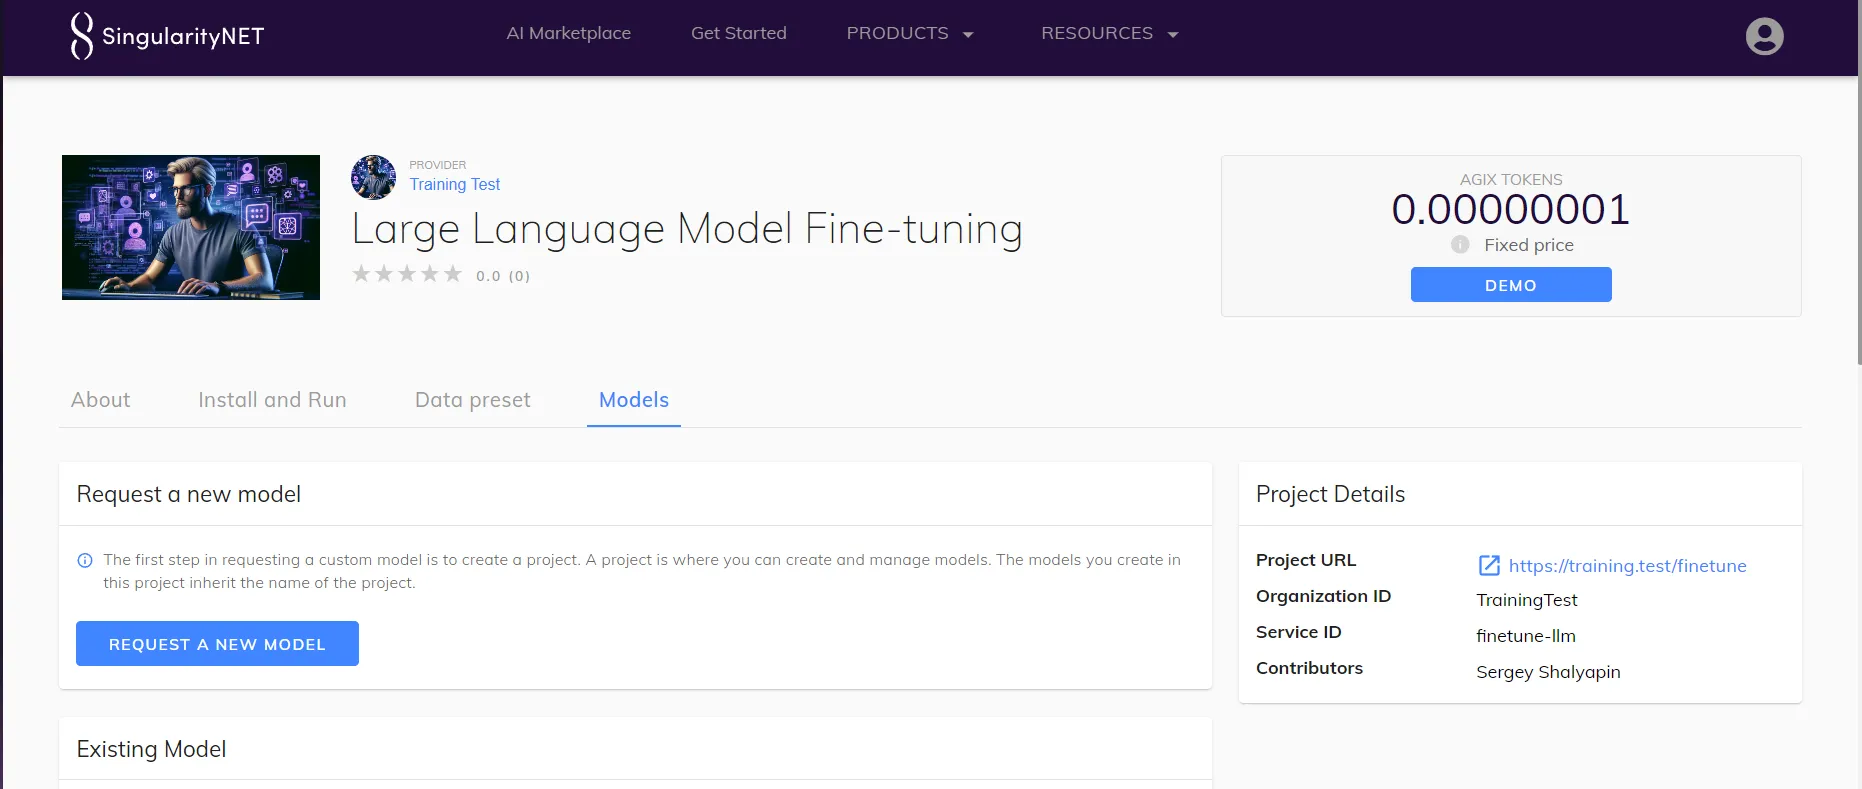 SingularityNET
AI Marketplace
Get Started
PRODUCTS
RESOURCES
PROVIDER
Training Test
Large Language Model Fine-tuning
0.0 (0)
AGIX TOKENS
0.00000001
Fixed price
DEMO
About
Install and Run
Data preset
Models
Request a new model
The first step in requesting a custom model is to create a project. A project is where you can create and manage models. The models you create in
this project inherit the name of the project.
REQUEST A NEW MODEL
Existing Model
Project Details
Project URL
https://training.test/finetune
Organization ID
TrainingTest
Service ID
finetune-llm
Contributors
Sergey Shalyapin